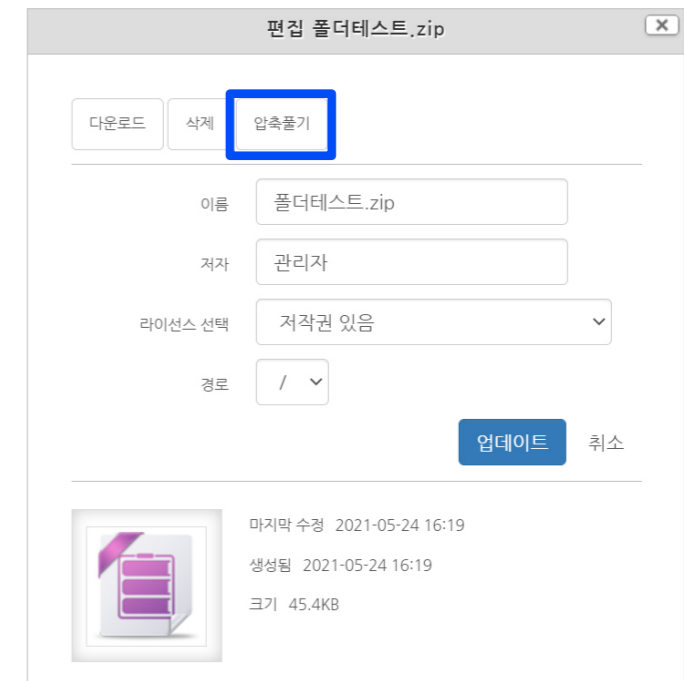 편집 폴더테스트.zip
다운로드 삭제 압축풀기
이름 폴더테스트.zip
저자 관리자
라이선스 선택 저작권 있음
경로 /
업데이트 취소
마지막 수정 2021-05-24 16:19
생성됨 2021-05-24 16:19
크기 45.4KB